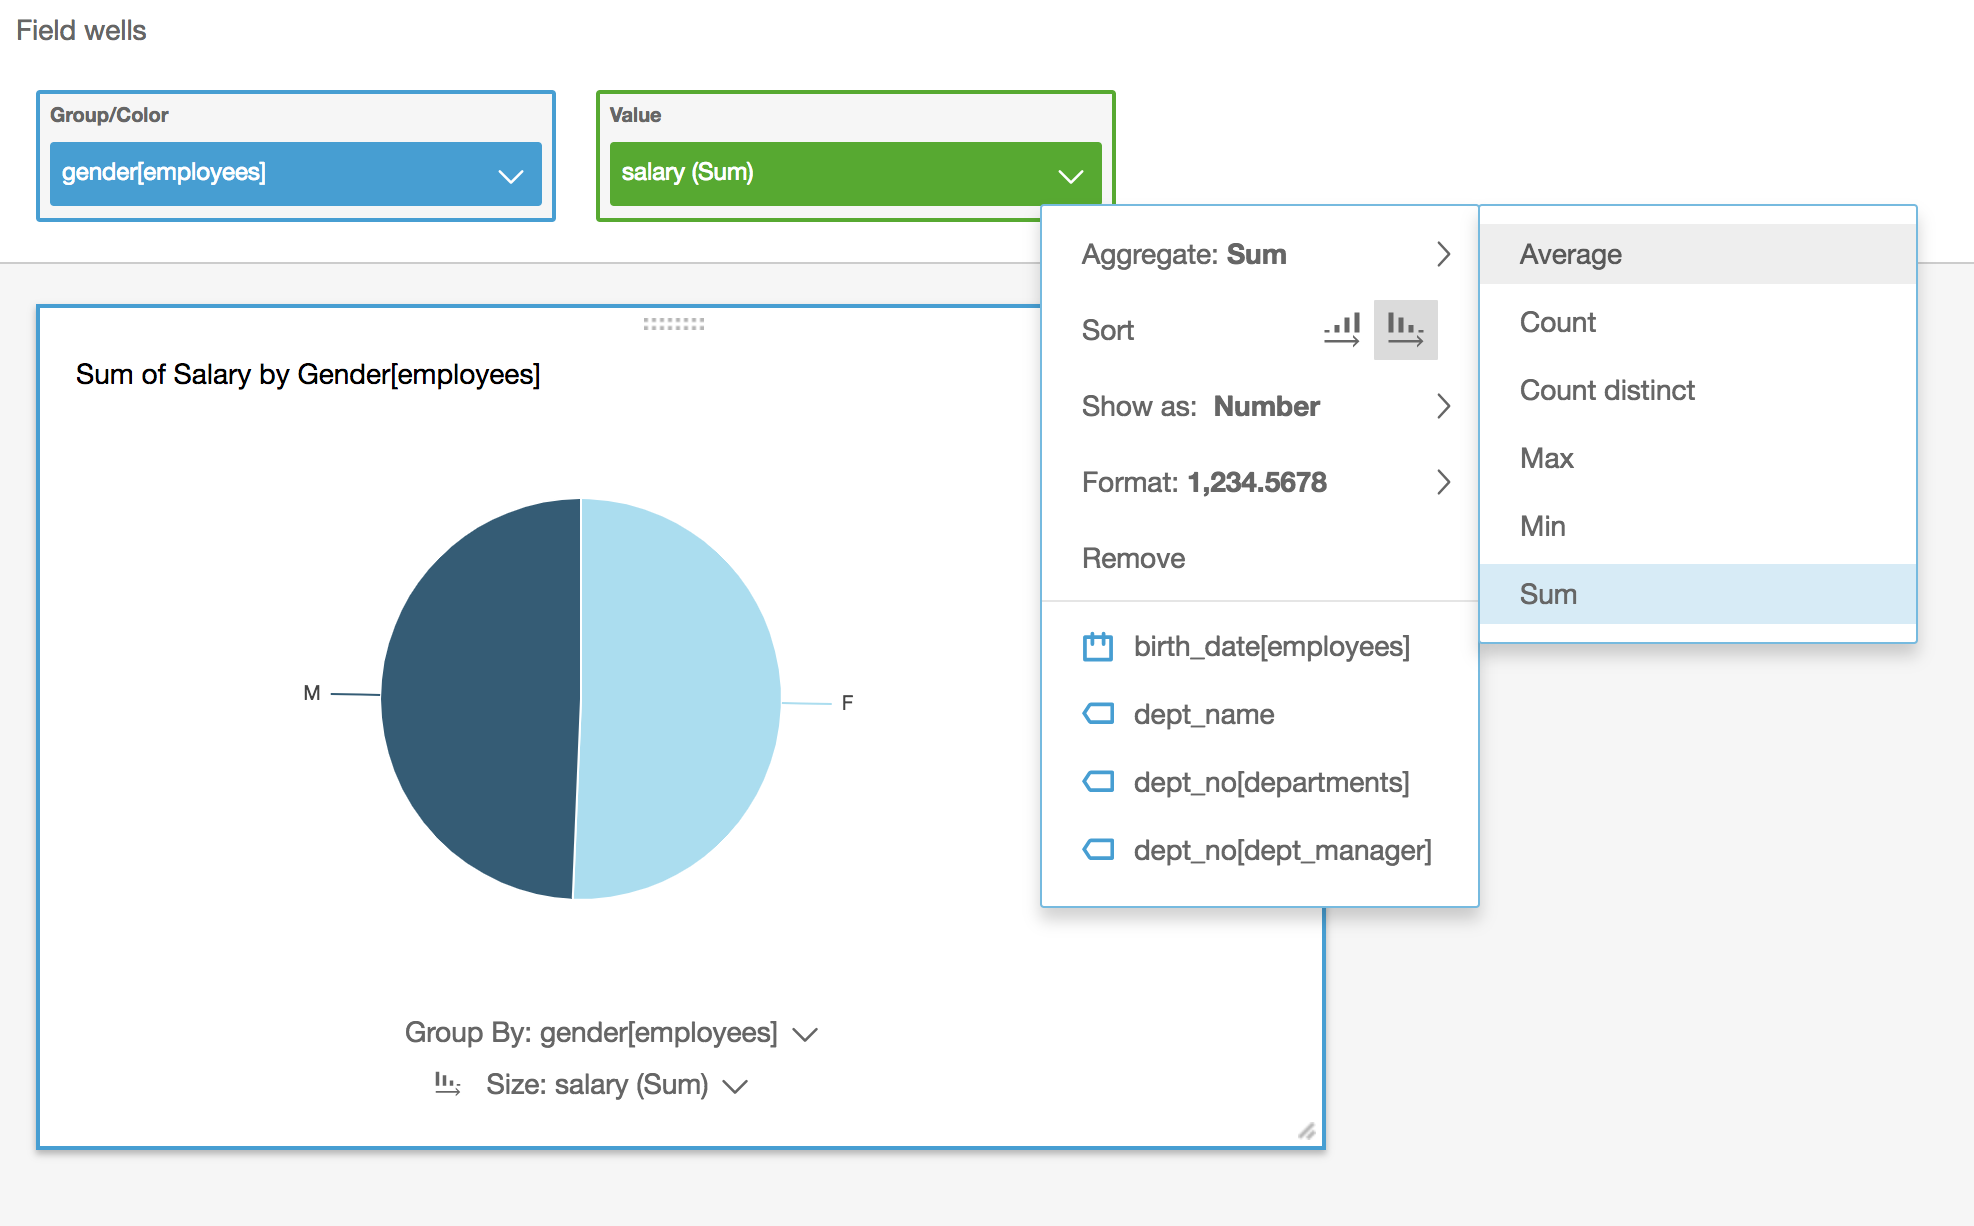 Field wells
Group/Color
gender[employees]
Value
salary (Sum)
Aggregate: Sum
Sort
Show as: Number
Format: 1,234.5678
Remove
birth_date[employees]
dept_name
dept_no[departments]
dept_no[dept_manager]
Average
Count
Count distinct
Max
Min
Sum
Sum of Salary by Gender[employees]
M
F
Group By: gender[employees]
Size: salary (Sum)